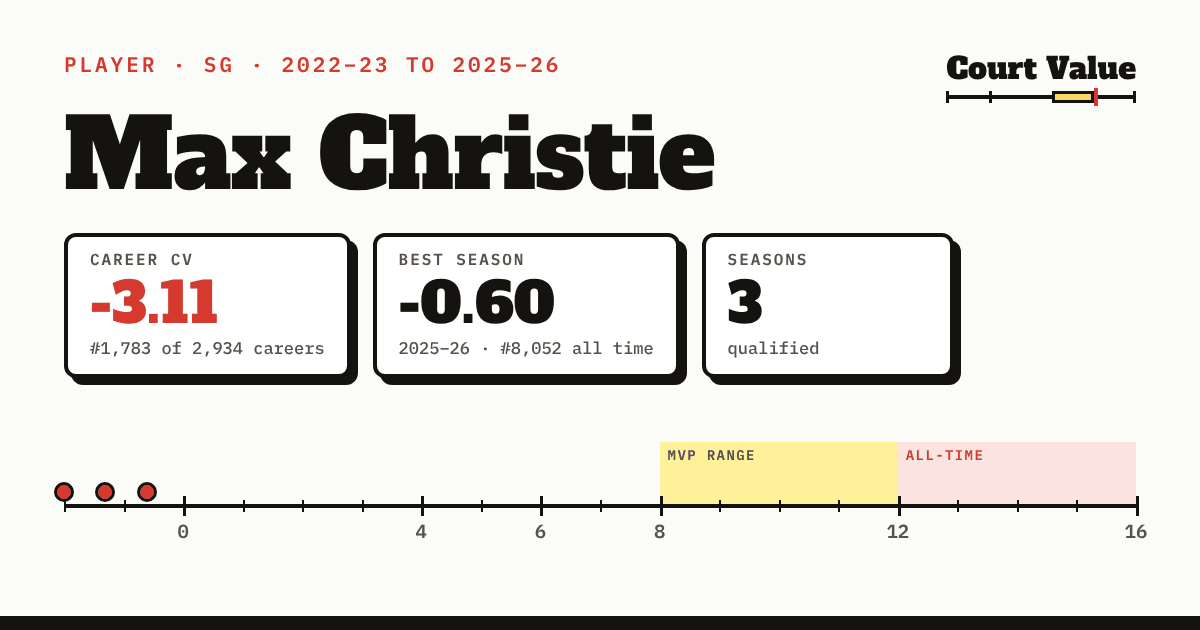 PLAYER · SG · 2022–23 TO 2025–26
Court Value
Max Christie
CAREER CV
-3.11
#1,783 of 2,934 careers
BEST SEASON
-0.60
2025–26 · #8,052 all time
SEASONS
3
qualified
MVP RANGE
ALL-TIME
0 4 6 8 12 16